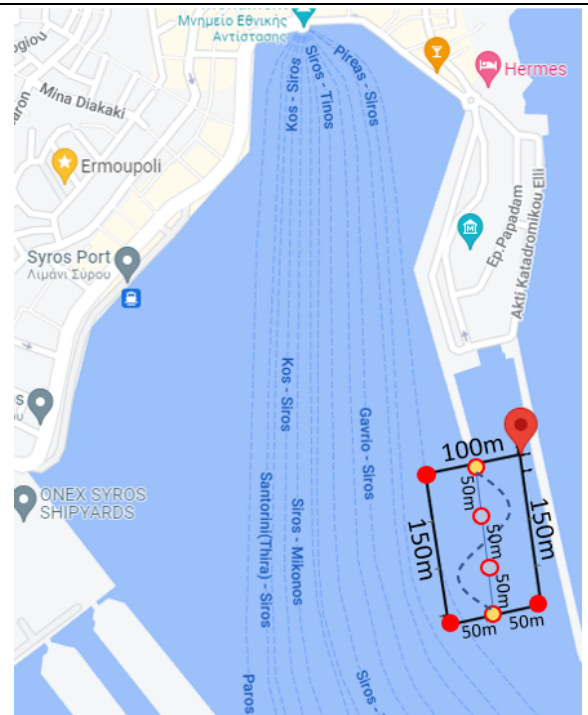 Μνημείο Εθνικής
Αντίστασης
Hermes
Mina Diakaki
Ermoupoli
Syros Port
Λιμάνι Σύρου
ONEX SYROS
SHIPYARDS
Kos - Siros
Siros - Tinos
Pireas - Siros
Ep.Papadam
Akti Katadromikou Elli
Kos - Siros
Gavrio - Siros
Santorini(Thira) - Siros
Siros - Mikonos
Paros
Siros -
100m
150m
150m
50m
50m
50m
50m
50m